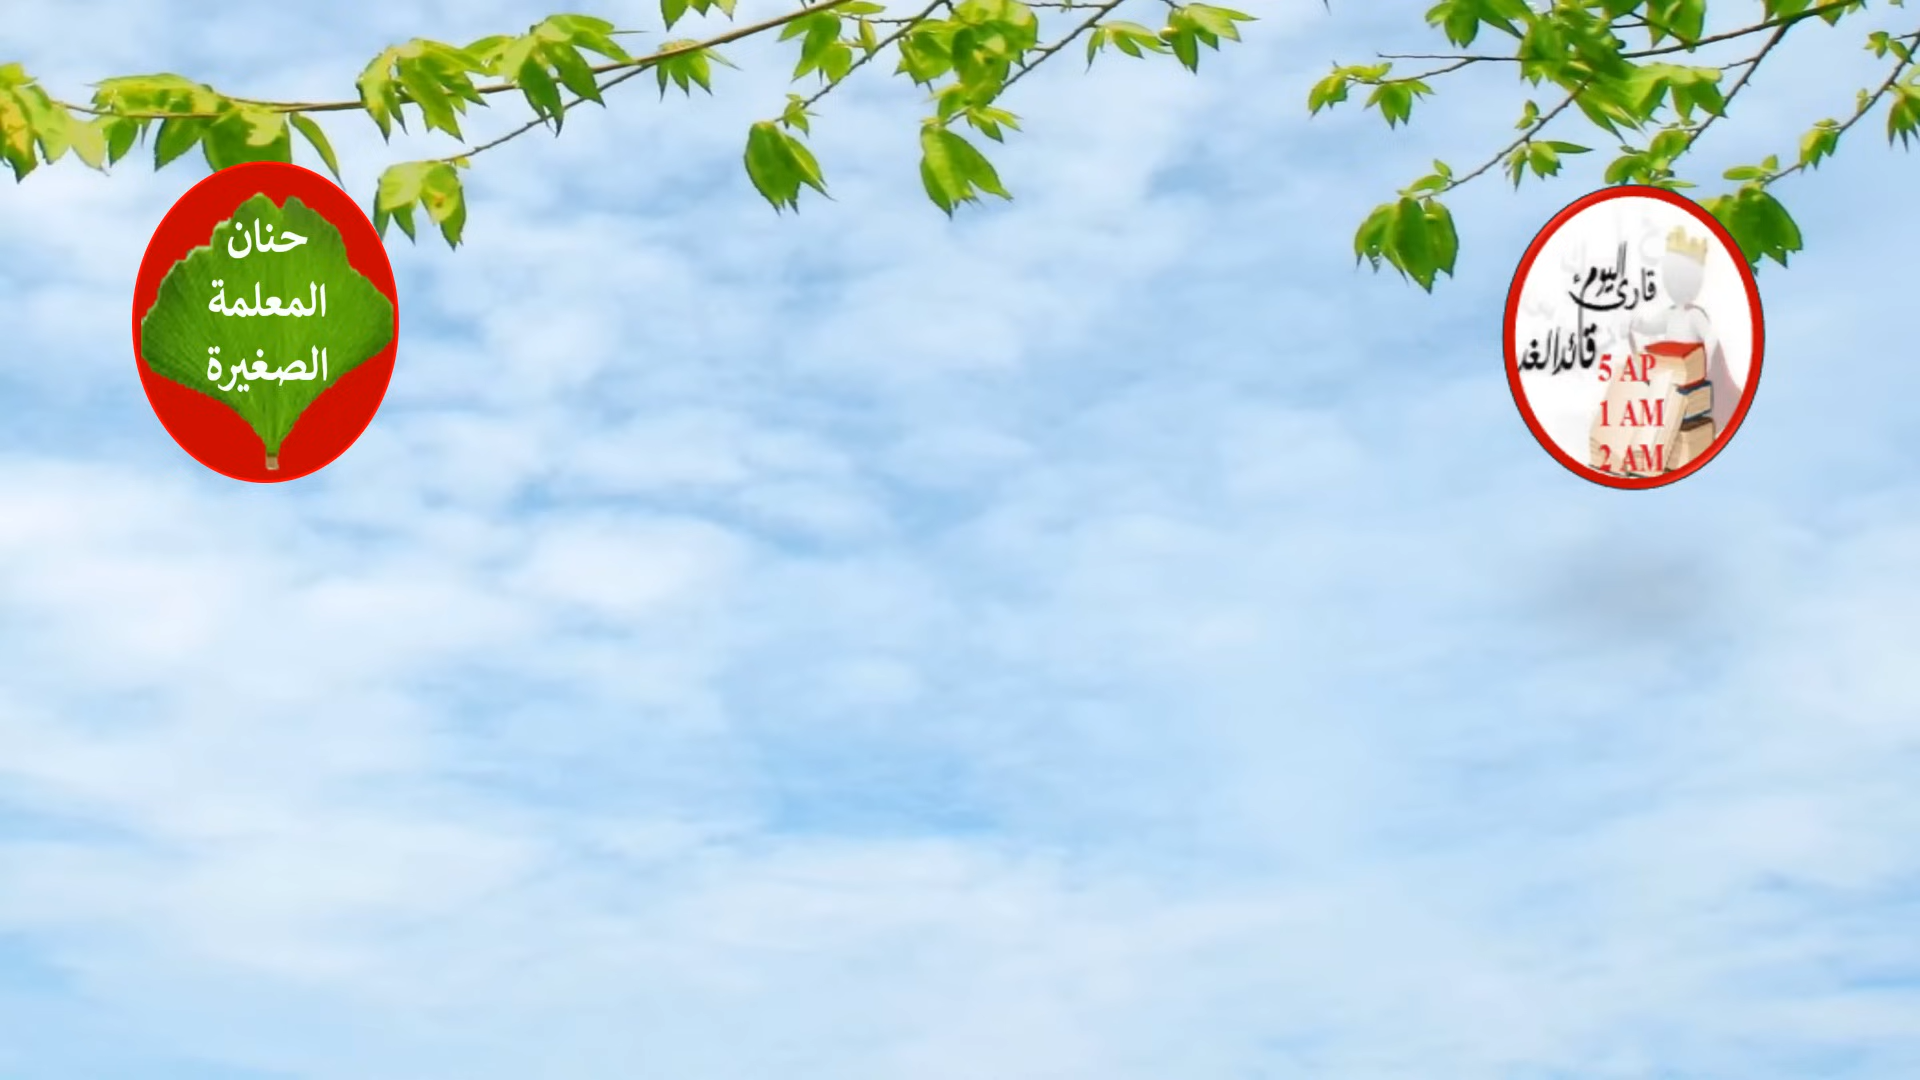 حنان
المعلمة
الصغيرة
قارئ اليوم
قائد الغد
5 AP
1 AM
2 AM